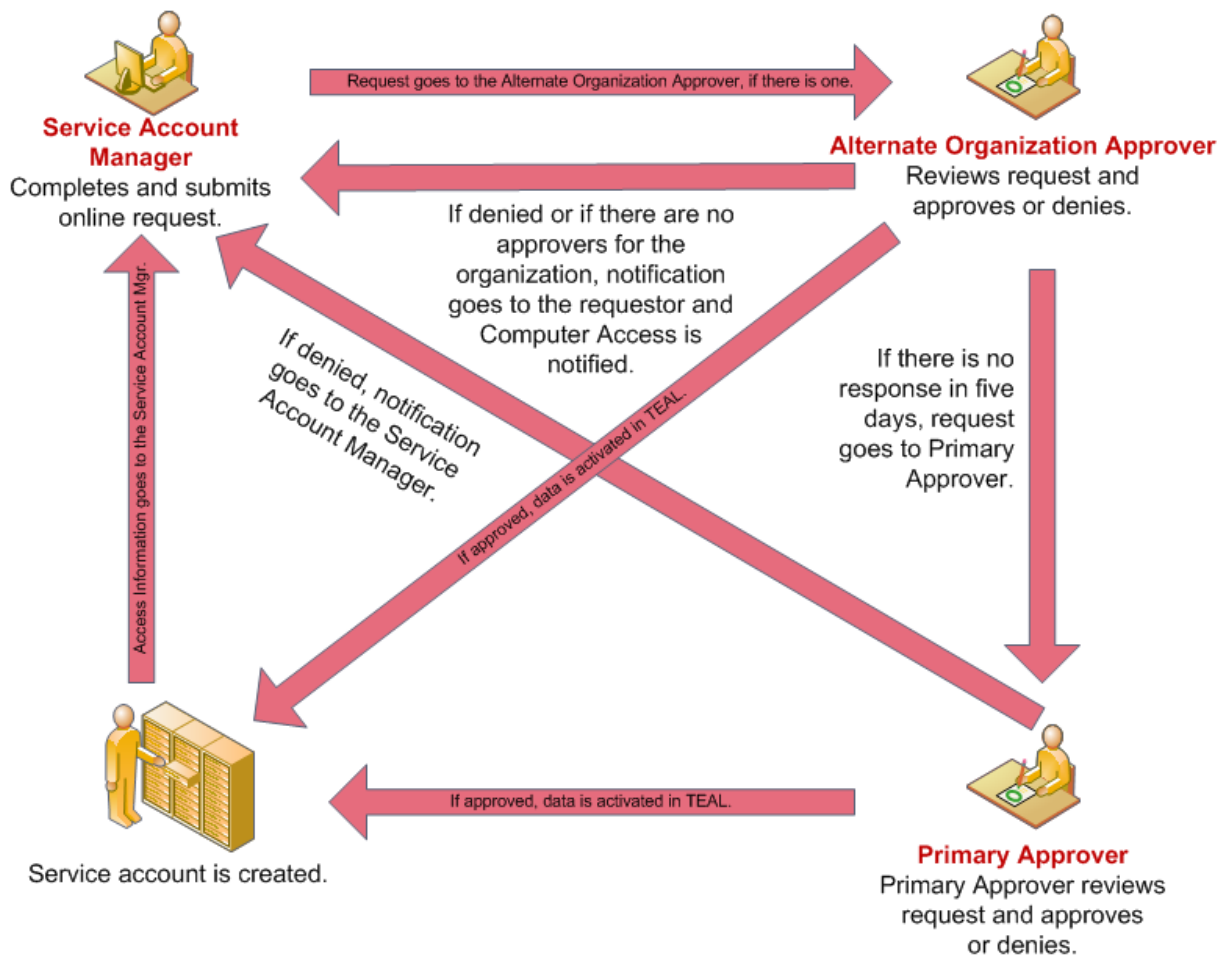 Request goes to the Alternate Organization Approver, if there is one.
Service Account
Manager
Completes and submits
online request.
Alternate Organization Approver
Reviews request and
approves or denies.
If denied or if there are no
approvers for the
organization, notification
goes to the requestor and
Computer Access is
notified.
Access Information goes to the Service Account Mgr.
If denied, notification
goes to the Service
Account Manager.
If approved, data is activated in TEAL.
If there is no
response in five
days, request
goes to Primary
Approver.
If approved, data is activated in TEAL.
Service account is created.
Primary Approver
Primary Approver reviews
request and approves
or denies.